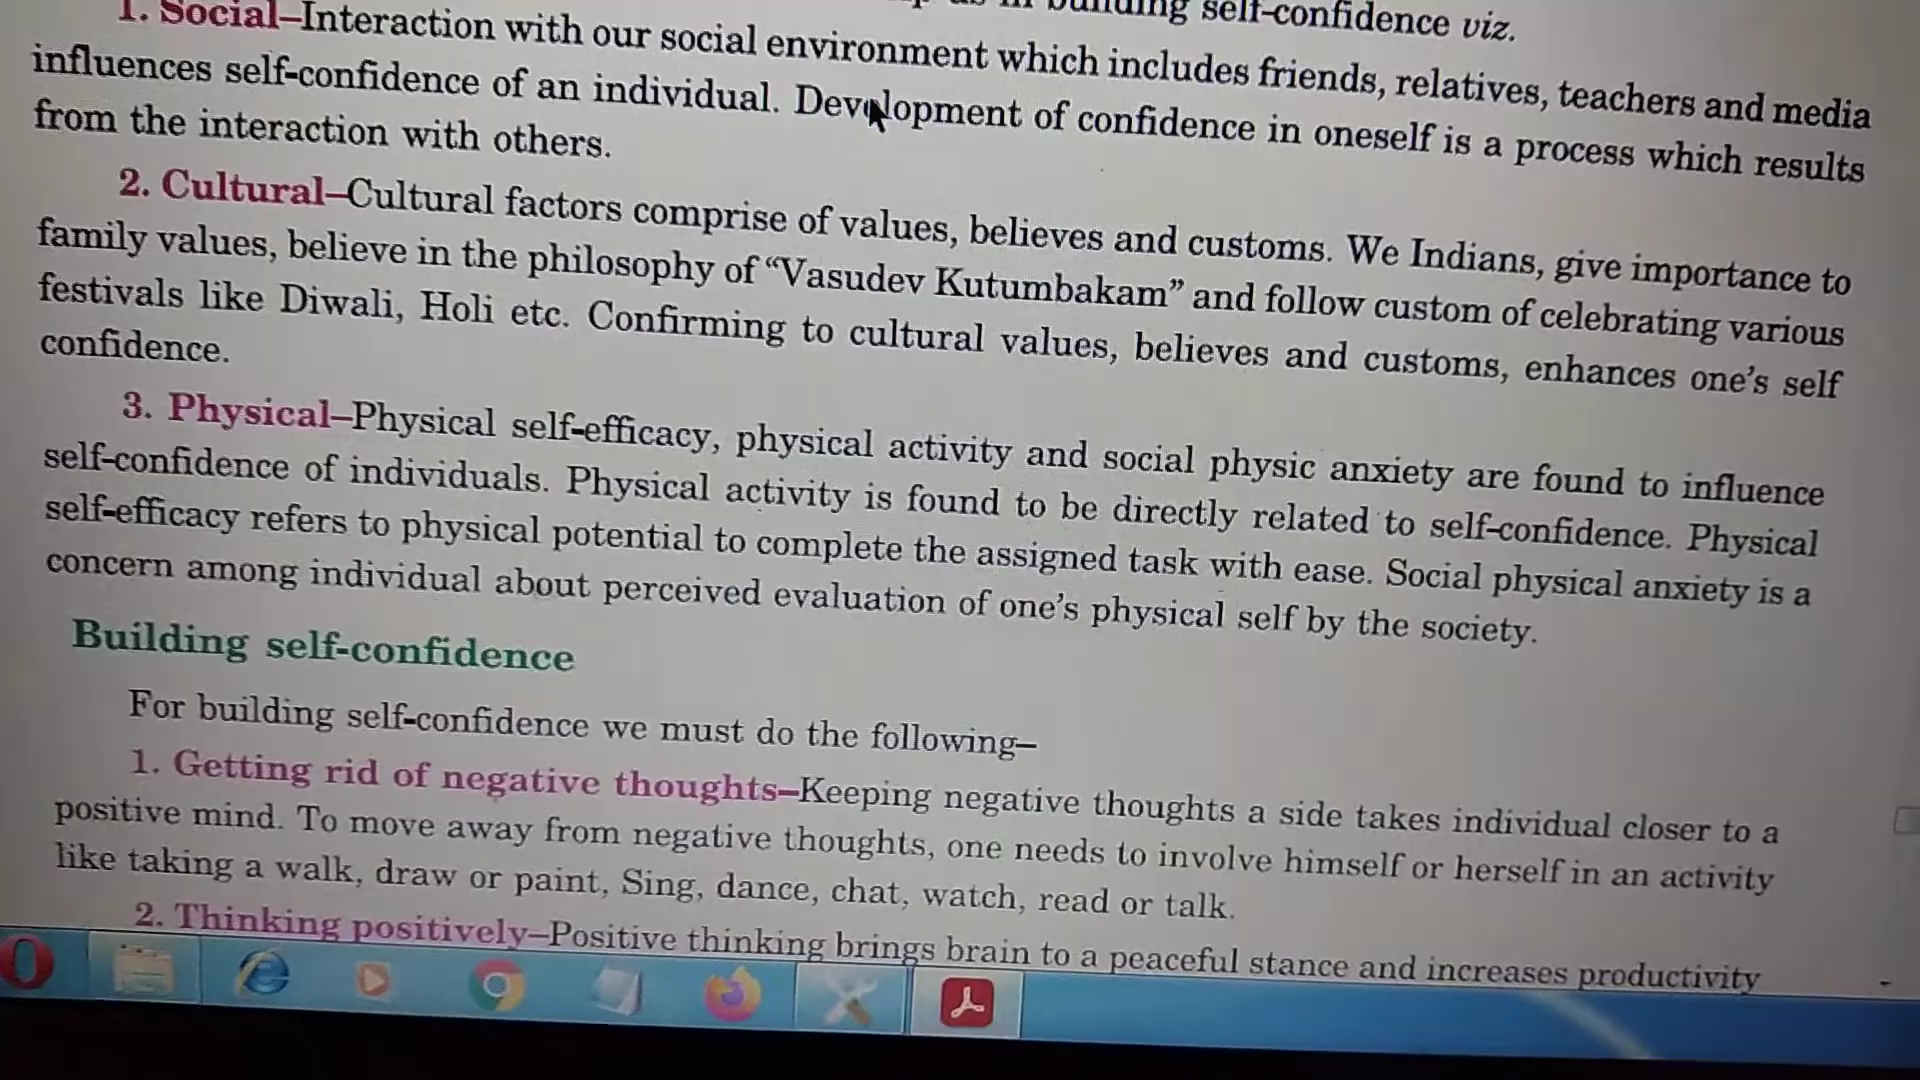 in building self-confidence viz.
1. Social–Interaction with our social environment which includes friends, relatives, teachers and media
influences self-confidence of an individual. Development of confidence in oneself is a process which results
from the interaction with others.
2. Cultural–Cultural factors comprise of values, believes and customs. We Indians, give importance to
family values, believe in the philosophy of “Vasudev Kutumbakam” and follow custom of celebrating various
festivals like Diwali, Holi etc. Confirming to cultural values, believes and customs, enhances one’s self
confidence.
3. Physical–Physical self-efficacy, physical activity and social physic anxiety are found to influence
self-confidence of individuals. Physical activity is found to be directly related to self-confidence. Physical
self-efficacy refers to physical potential to complete the assigned task with ease. Social physical anxiety is a
concern among individual about perceived evaluation of one’s physical self by the society.
Building self-confidence
For building self-confidence we must do the following–
1. Getting rid of negative thoughts–Keeping negative thoughts a side takes individual closer to a
positive mind. To move away from negative thoughts, one needs to involve himself or herself in an activity
like taking a walk, draw or paint, Sing, dance, chat, watch, read or talk.
2. Thinking positively–Positive thinking brings brain to a peaceful stance and increases productivity